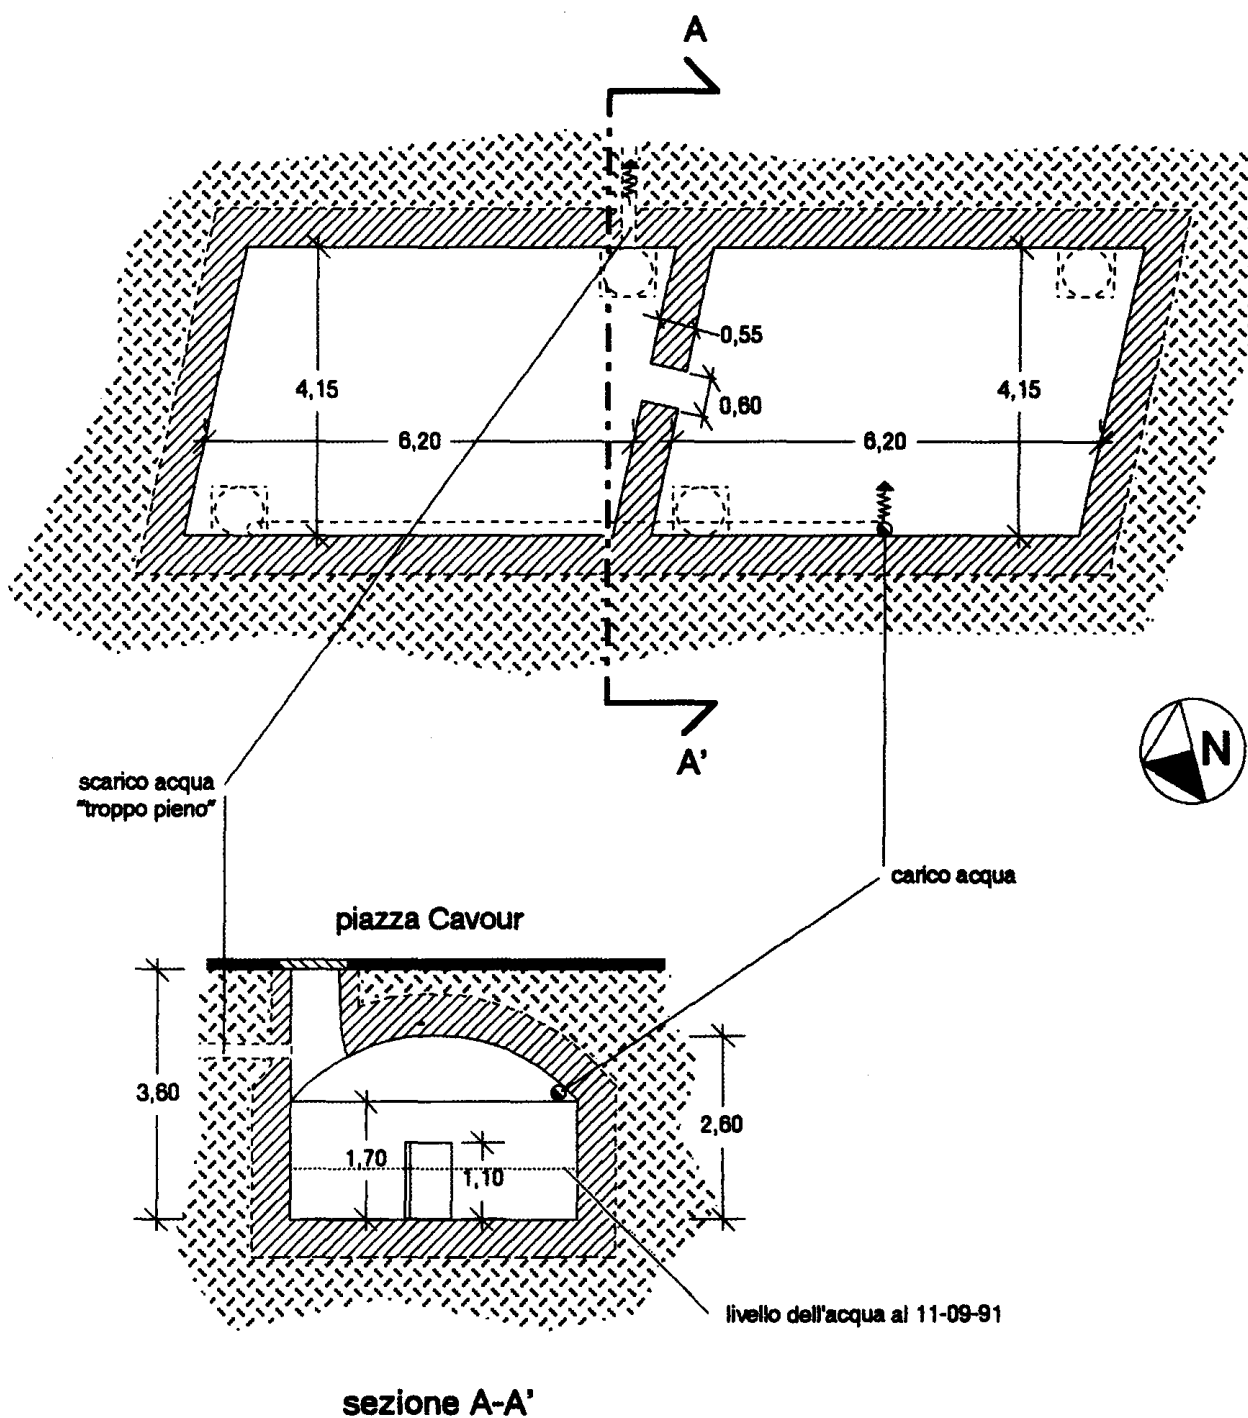 A
0,55
4,15
4,15
0,60
6,20
6,20
A'
N
scarico acqua
"troppo pieno"
carico acqua
piazza Cavour
3,60
2,60
1,70
1,10
livello dell'acqua al 11-09-91
sezione A-A'